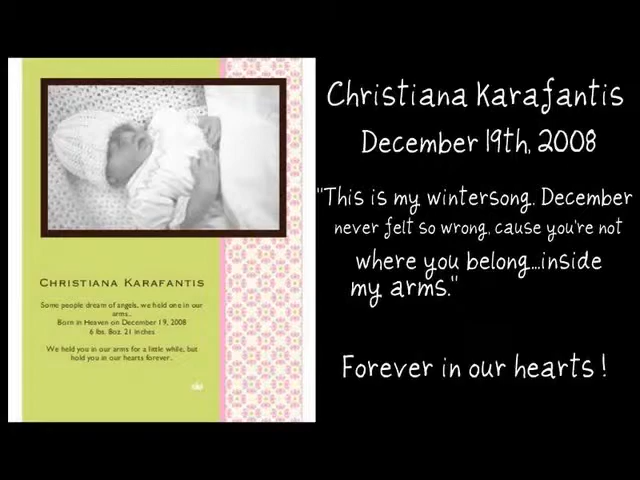 Christiana Karafantis
December 19th, 2008
"This is my wintersong. December
never felt so wrong, cause you're not
where you belong...inside
my arms."
Forever in our hearts !
CHRISTIANA KARAFANTIS
Some people dream of angels, we held one in our
arms..
Born in Heaven on December 19, 2008
6 lbs. 8oz. 21 inches
We held you in our arms for a little while, but
hold you in our hearts forever..